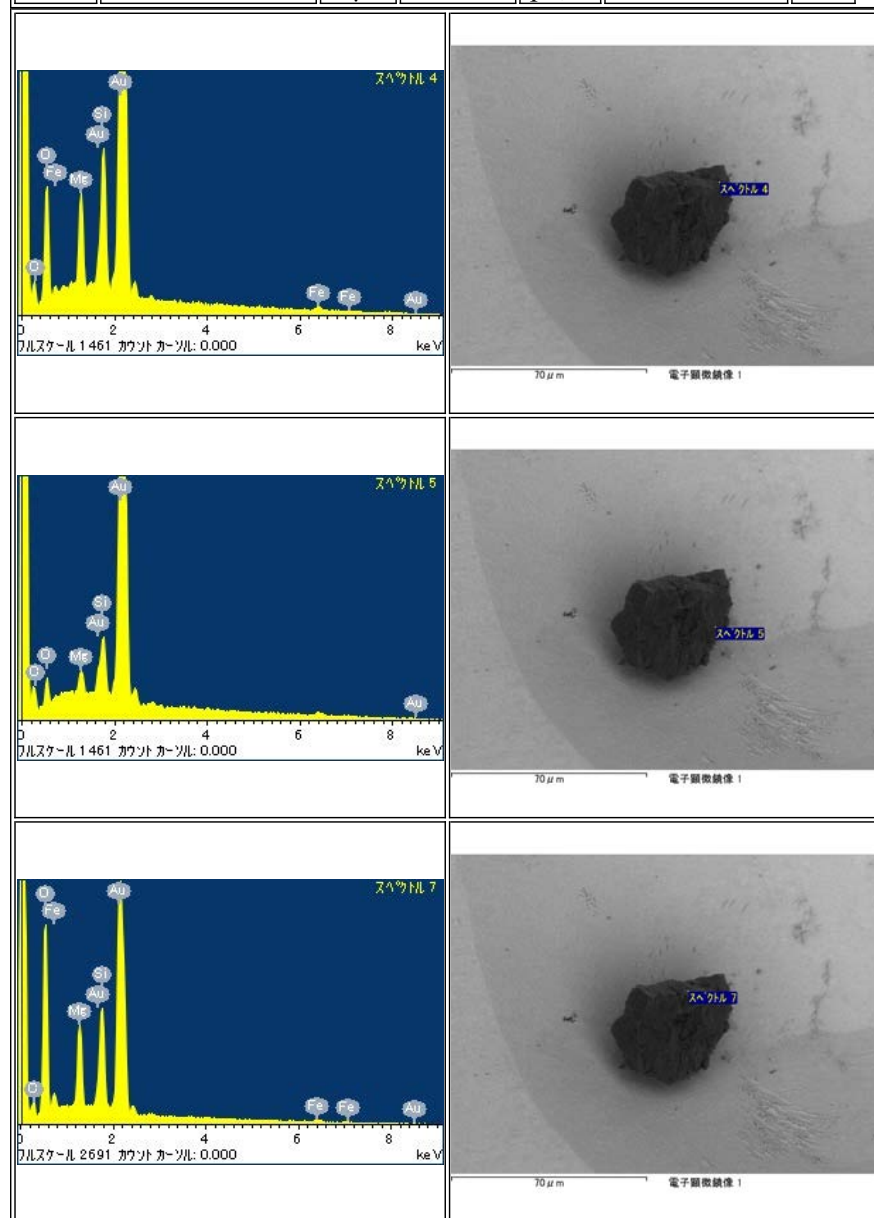 スペクトル 4
Au
Si
Au
O
Fe
Mg
C
Fe
Fe
Au
0
2
4
6
8
フルスケール 1461 カウント カーソル: 0.000
keV
スペクトル 4
70μm
電子顕微鏡像 1
スペクトル 5
Au
Si
Au
O
Mg
C
Au
0
2
4
6
8
フルスケール 1461 カウント カーソル: 0.000
keV
スペクトル 5
70μm
電子顕微鏡像 1
スペクトル 7
O
Au
Fe
Si
Au
Mg
C
Fe
Fe
Au
0
2
4
6
8
フルスケール 2691 カウント カーソル: 0.000
keV
スペクトル 7
70μm
電子顕微鏡像 1